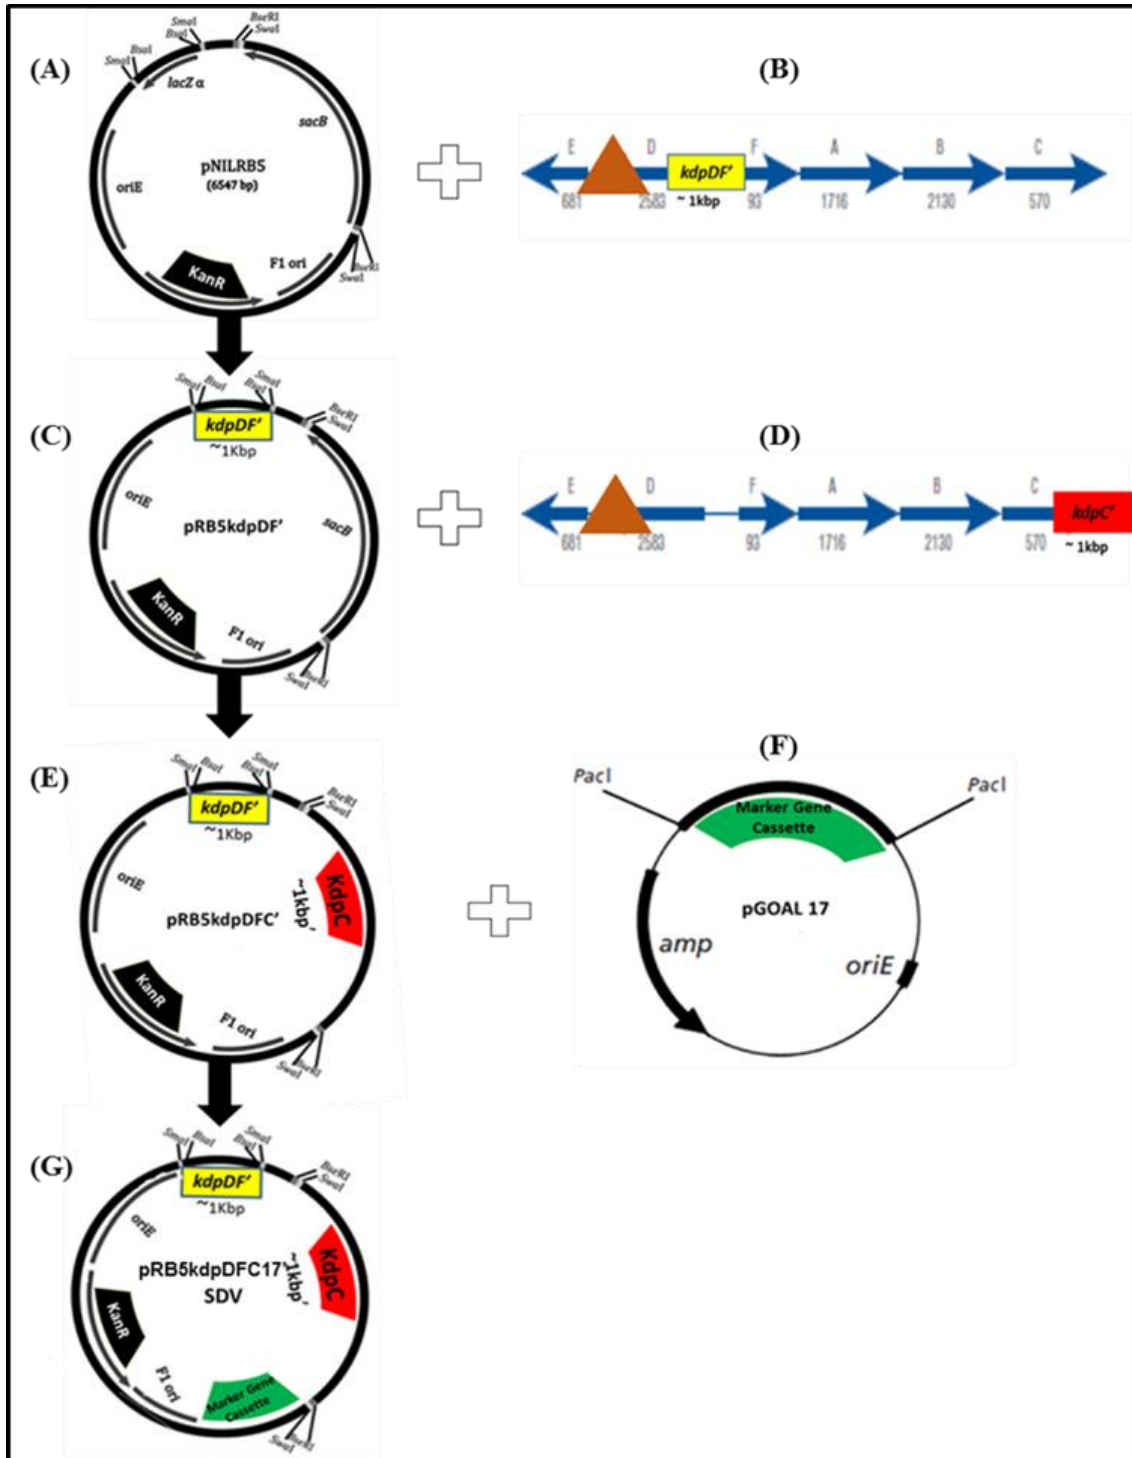 (A)
SmaI
BsaI
SmaI
BsaI
BseRI
SwaI
lacZ α
sacB
pNILRB5
(6547 bp)
oriE
KanR
F1 ori
BseRI
SwaI
(B)
E D F A B C
kdpDF'
681 2583 ~ 1kbp 93 1716 2130 570
(C)
SmaI BsaI
SmaI
BsaI
BseRI
SwaI
kdpDF'
~1Kbp
oriE
pRB5kdpDF'
sacB
KanR
F1 ori
SwaI BseRI
(D)
E D F A B C
kdpC'
681 2583 93 1716 2130 570 ~ 1kbp
(E)
SmaI BsaI
SmaI
BsaI
BseRI
SwaI
kdpDF'
~1Kbp
oriE
KdpC
~1kbp'
pRB5kdpDFC'
KanR
F1 ori
SwaI BseRI
(F)
PacI
PacI
Marker Gene
Cassette
pGOAL 17
amp
oriE
(G)
SmaI BsaI
SmaI
BsaI
BseRI
SwaI
kdpDF'
~1Kbp
oriE
KdpC
~1kbp'
pRB5kdpDFC17'
SDV
KanR
F1 ori
Marker Gene
Cassette
SwaI BseRI